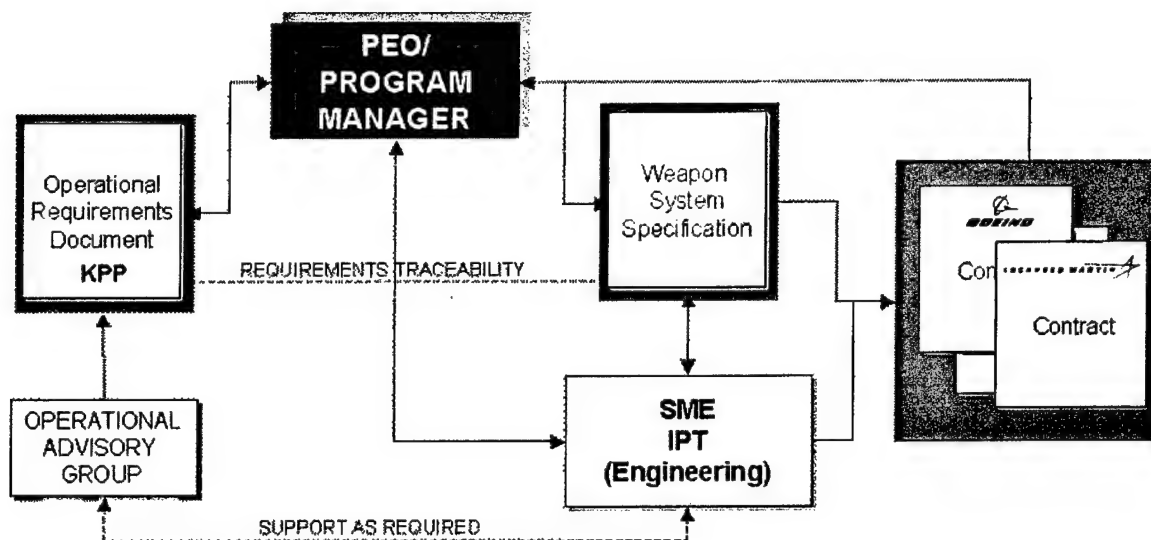 PEO/
PROGRAM
MANAGER
Operational
Requirements
Document
KPP
Weapon
System
Specification
REQUIREMENTS TRACEABILITY
BOEING
Con
LOCKHEED MARTIN
Contract
OPERATIONAL
ADVISORY
GROUP
SME
IPT
(Engineering)
SUPPORT AS REQUIRED